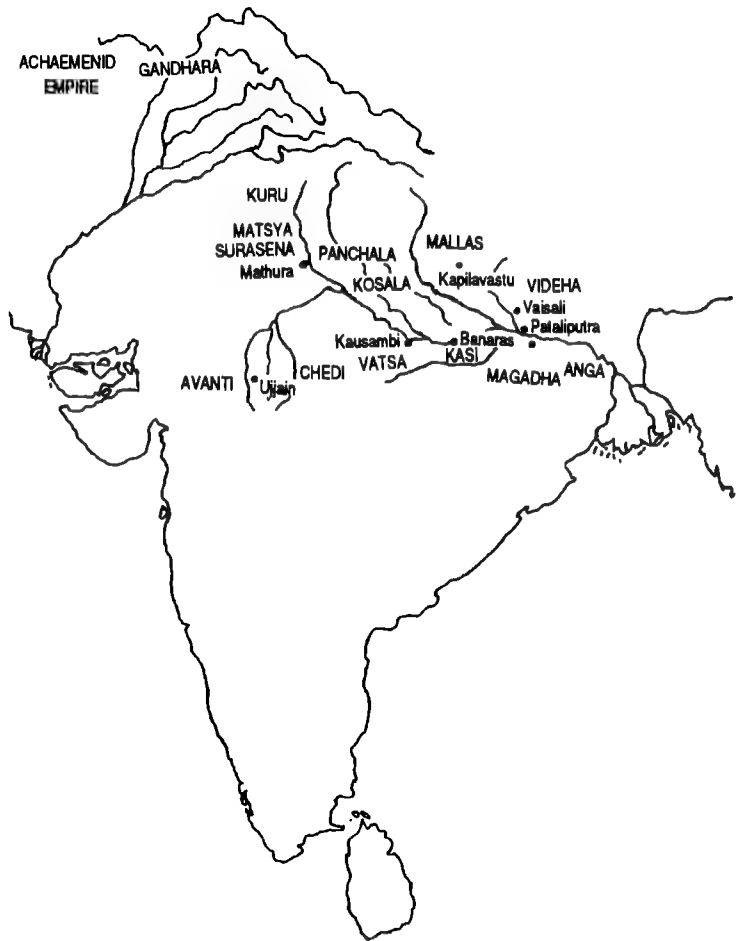 ACHAEMENID
EMPIRE
GANDHARA
KURU
MATSYA
SURASENA
Mathura
PANCHALA
KOSALA
MALLAS
Kapilavastu
VIDEHA
Vaisali
Pataliputra
Kausambi
Banaras
KASI
VATSA
CHEDI
AVANTI
Ujjain
MAGADHA
ANGA